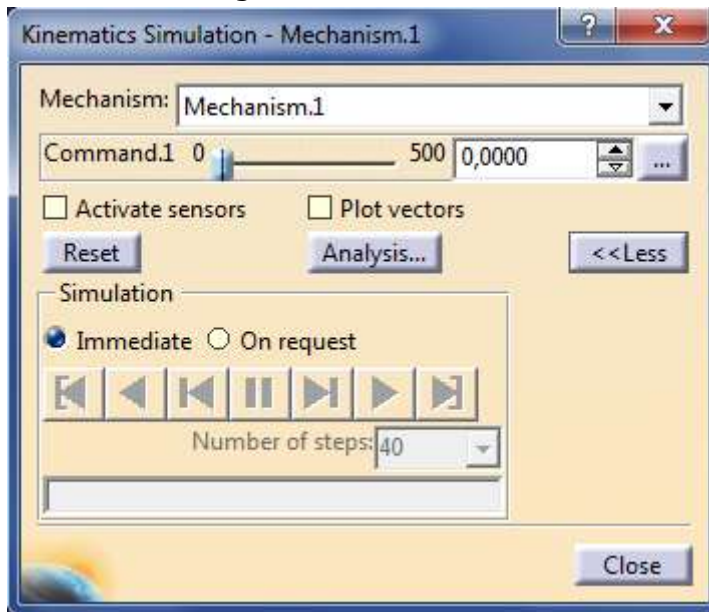 Kinematics Simulation - Mechanism.1 ? X
Mechanism: Mechanism.1
Command.1 0 500 0,0000 ...
Activate sensors Plot vectors
Reset Analysis... <<Less
Simulation
Immediate On request
Number of steps: 40
Close